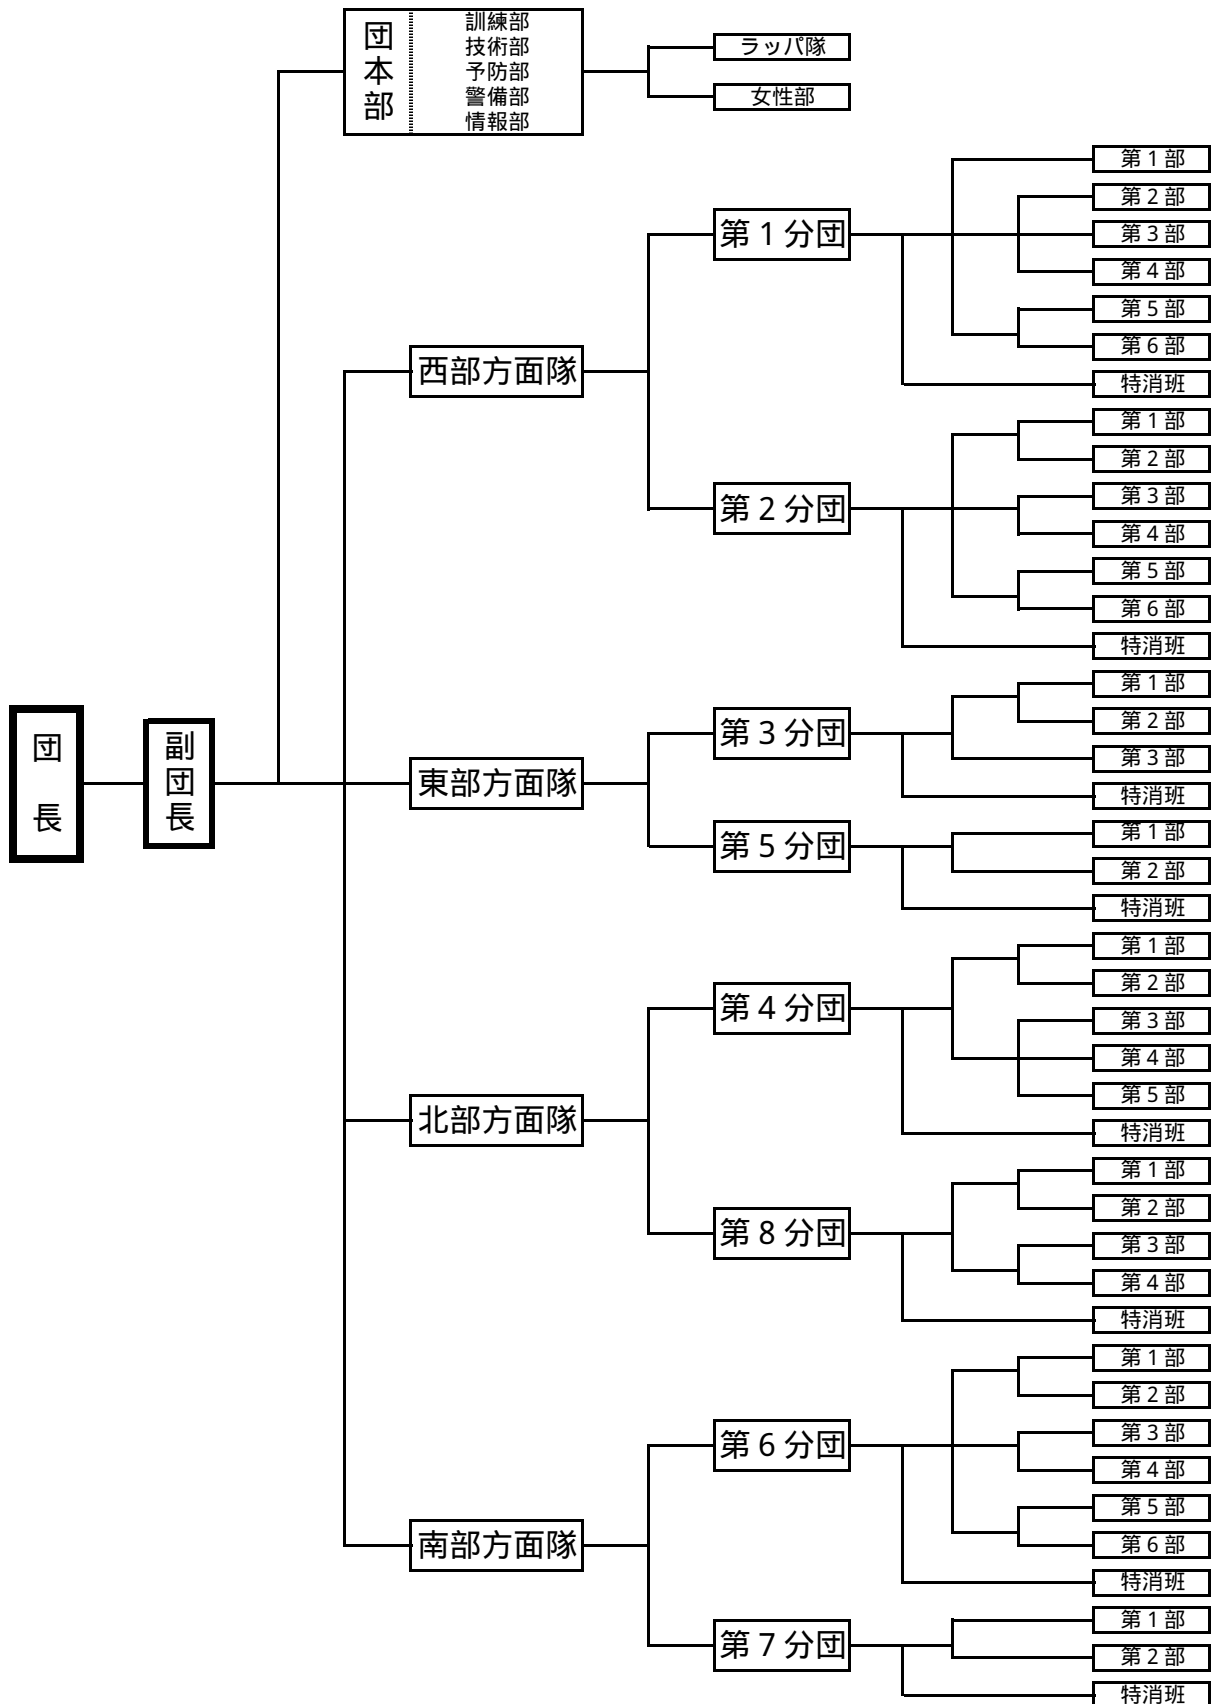 団本部
訓練部
技術部
予防部
警備部
情報部
ラッパ隊
女性部
団長
副団長
西部方面隊
第1分団
第1部
第2部
第3部
第4部
第5部
第6部
特消班
第2分団
第1部
第2部
第3部
第4部
第5部
第6部
特消班
東部方面隊
第3分団
第1部
第2部
第3部
特消班
第5分団
第1部
第2部
特消班
北部方面隊
第4分団
第1部
第2部
第3部
第4部
第5部
特消班
第8分団
第1部
第2部
第3部
第4部
特消班
南部方面隊
第6分団
第1部
第2部
第3部
第4部
第5部
第6部
特消班
第7分団
第1部
第2部
特消班